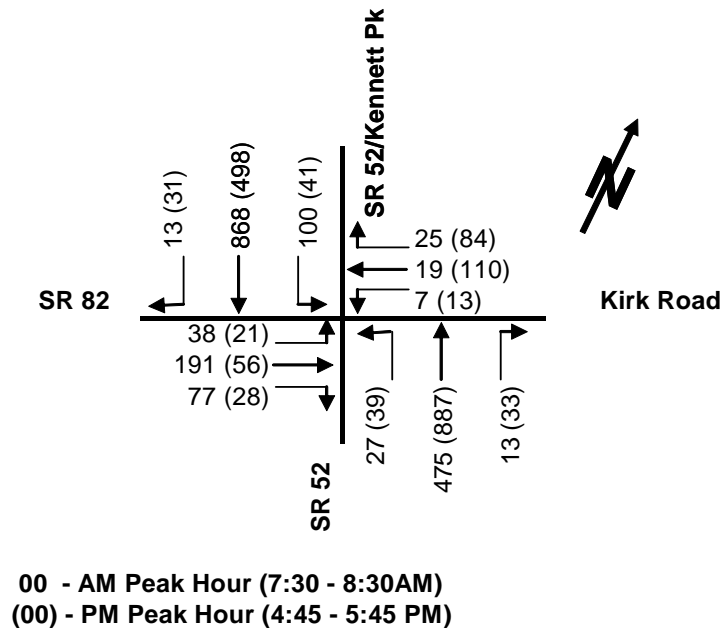 SR 52/Kennett Pk
N
13 (31)
868 (498)
100 (41)
25 (84)
19 (110)
7 (13)
SR 82
Kirk Road
38 (21)
191 (56)
77 (28)
27 (39)
475 (887)
13 (33)
SR 52
00 - AM Peak Hour (7:30 - 8:30AM)
(00) - PM Peak Hour (4:45 - 5:45 PM)